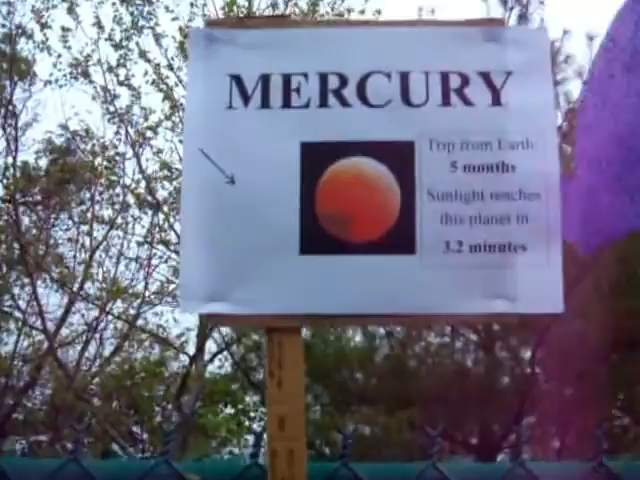 MERCURY
Trip from Earth:
5 months
Sunlight reaches
this planet in
3.2 minutes